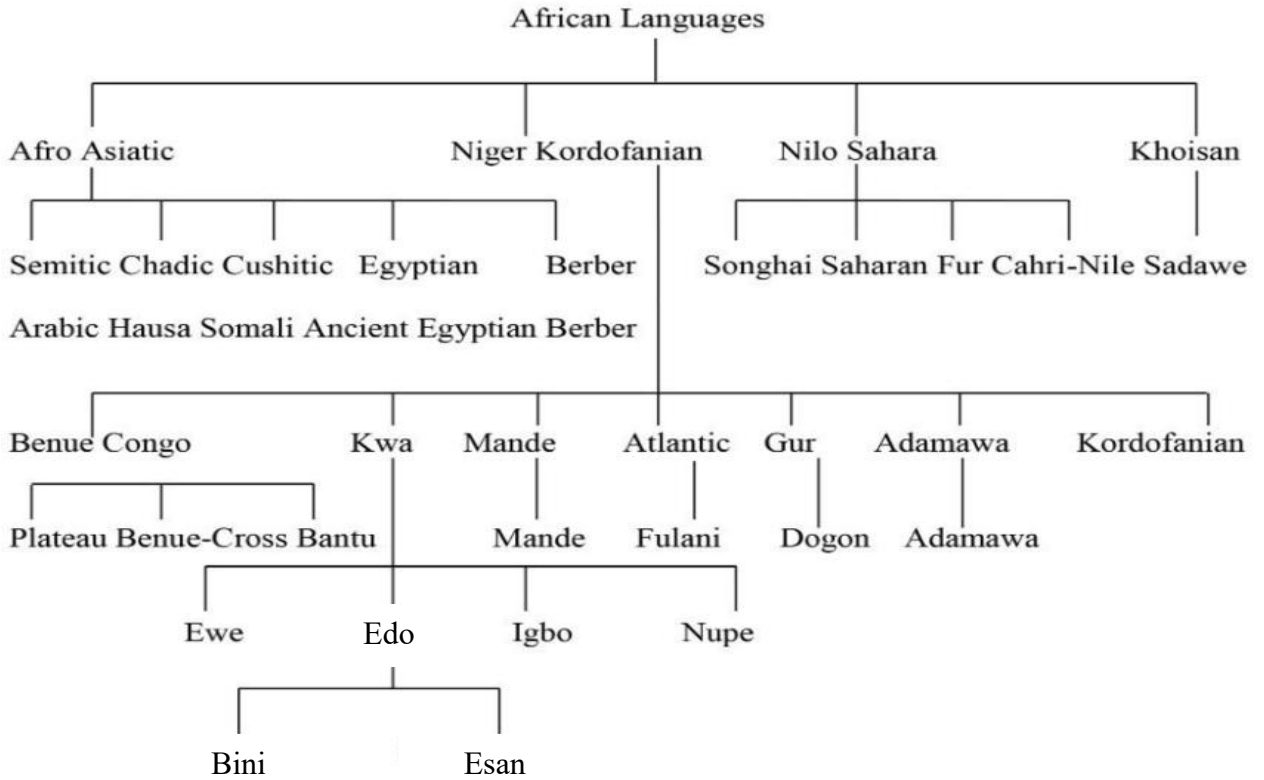 African Languages
Afro Asiatic Niger Kordofanian Nilo Sahara Khoisan
Semitic Chadic Cushitic Egyptian Berber Songhai Saharan Fur Cahri-Nile Sadawe
Arabic Hausa Somali Ancient Egyptian Berber
Benue Congo Kwa Mande Atlantic Gur Adamawa Kordofanian
Plateau Benue-Cross Bantu Mande Fulani Dogon Adamawa
Ewe Edo Igbo Nupe
Bini Esan